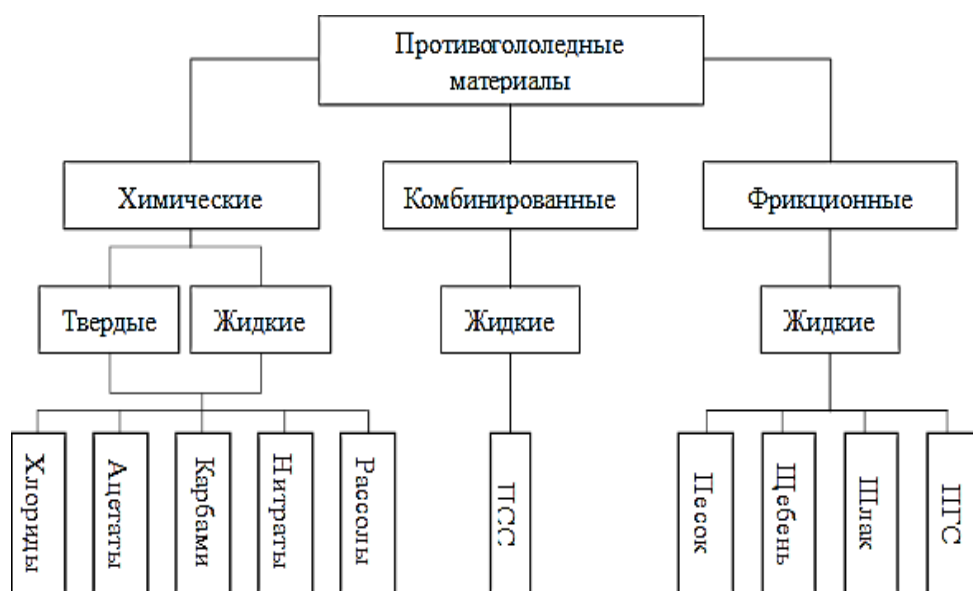 Противогололедные
материалы
Химические
Комбинированные
Фрикционные
Твердые
Жидкие
Жидкие
Жидкие
Хлориды
Ацетаты
Карбами
Нитраты
Рассолы
ПСС
Песок
Щебень
Шлак
ПГС